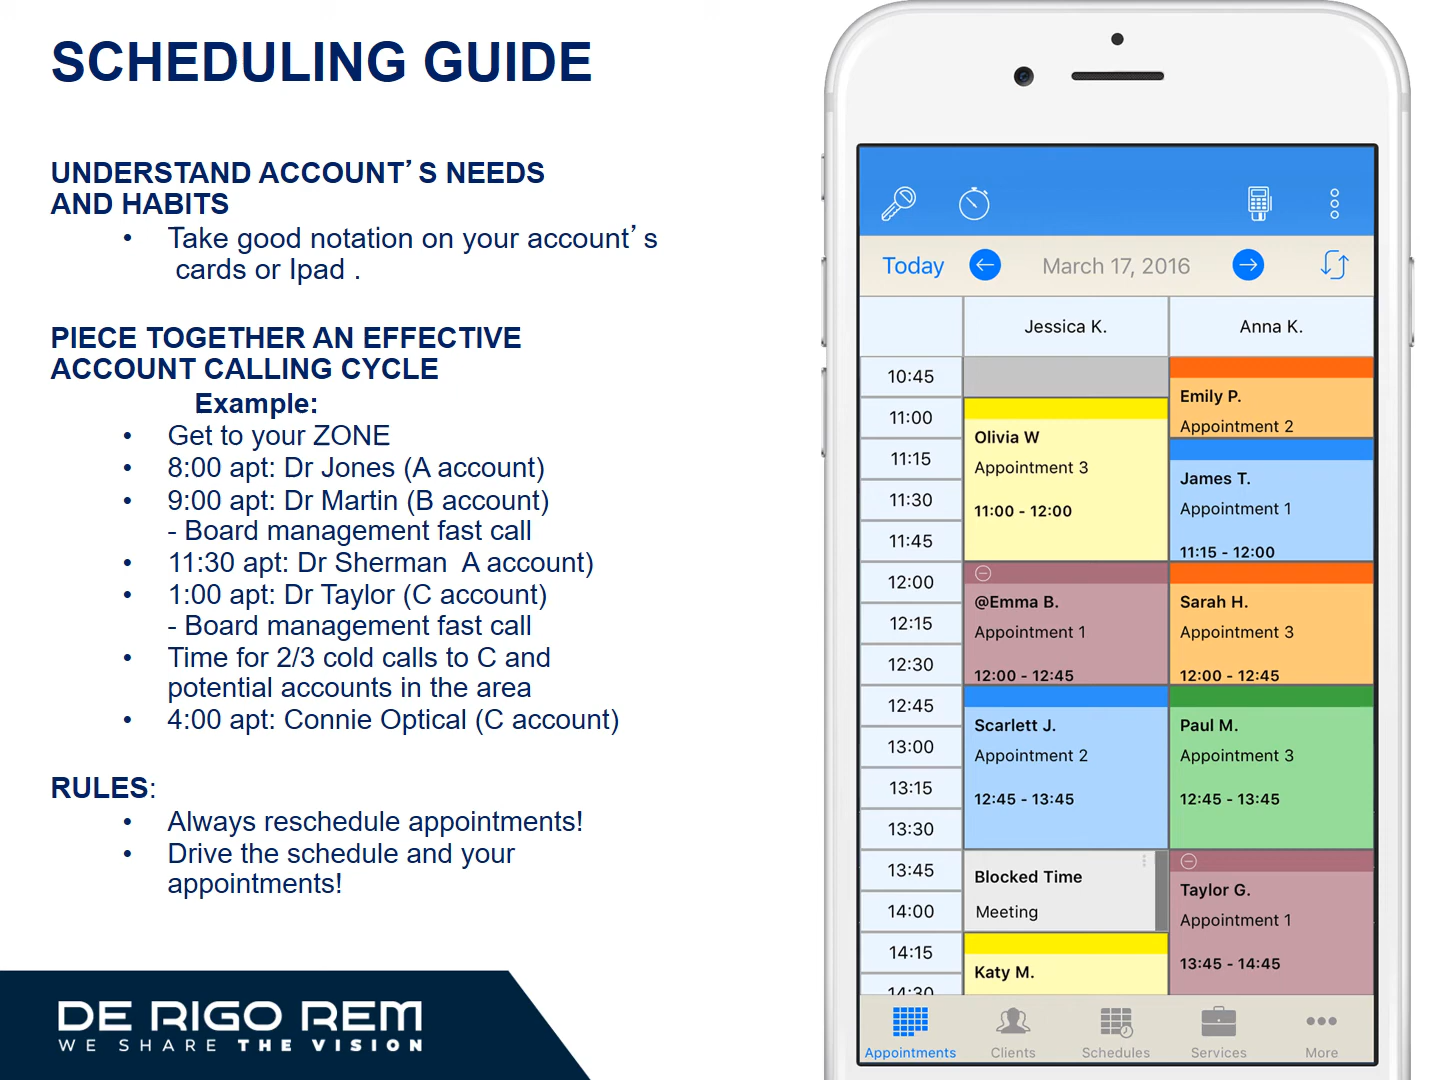 SCHEDULING GUIDE
UNDERSTAND ACCOUNT’S NEEDS
AND HABITS
• Take good notation on your account’s
cards or Ipad .
PIECE TOGETHER AN EFFECTIVE
ACCOUNT CALLING CYCLE
Example:
• Get to your ZONE
• 8:00 apt: Dr Jones (A account)
• 9:00 apt: Dr Martin (B account)
- Board management fast call
• 11:30 apt: Dr Sherman  A account)
• 1:00 apt: Dr Taylor (C account)
- Board management fast call
• Time for 2/3 cold calls to C and
potential accounts in the area
• 4:00 apt: Connie Optical (C account)
RULES:
• Always reschedule appointments!
• Drive the schedule and your
appointments!
DE RIGO REM
WE SHARE THE VISION
Today
March 17, 2016
Jessica K.
Anna K.
10:45
11:00
11:15
11:30
11:45
12:00
12:15
12:30
12:45
13:00
13:15
13:30
13:45
14:00
14:15
14:30
Olivia W
Appointment 3
11:00 - 12:00
@Emma B.
Appointment 1
12:00 - 12:45
Scarlett J.
Appointment 2
12:45 - 13:45
Blocked Time
Meeting
Katy M.
Emily P.
Appointment 2
James T.
Appointment 1
11:15 - 12:00
Sarah H.
Appointment 3
12:00 - 12:45
Paul M.
Appointment 3
12:45 - 13:45
Taylor G.
Appointment 1
13:45 - 14:45
Appointments
Clients
Schedules
Services
More